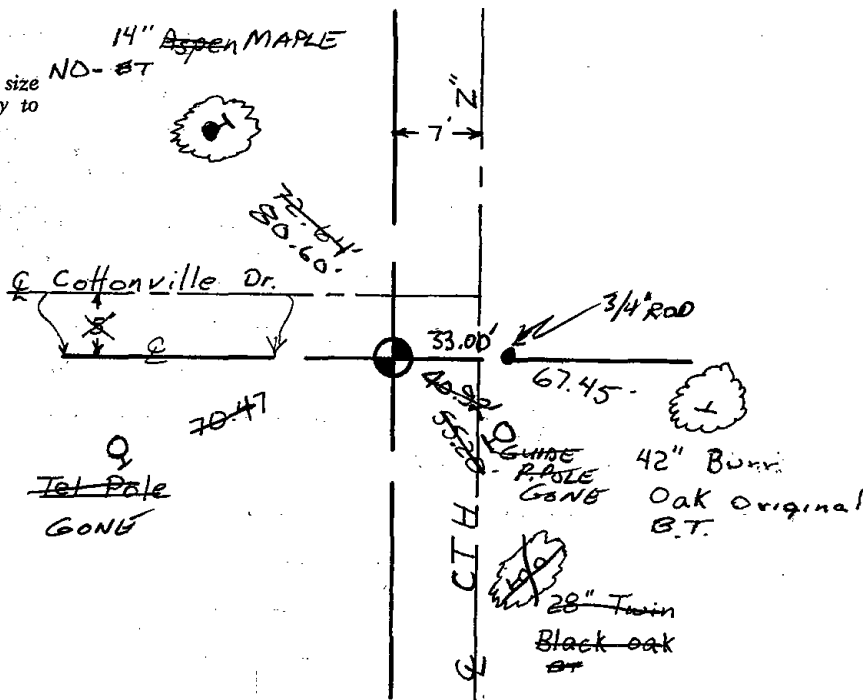 14" Aspen MAPLE
NO- BT
size
y to
7'
"Z"
72.64'
80.60.
℄ Cottonville Dr.
5
℄
33.00'
3/4" ROD
67.45-
40.
55.20
70.47
Tel Pole
GONE
GUIDE
P.POLE
GONE
42" Burr
Oak Original
B.T.
CTH
28" Twin
Black oak
BT
℄